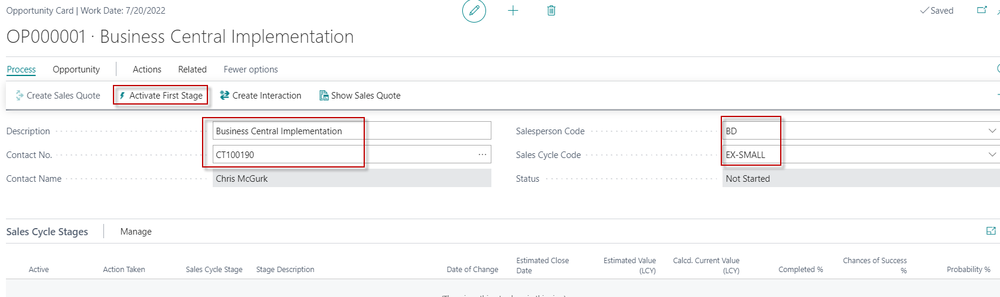 Opportunity Card | Work Date: 7/20/2022
Saved
OP000001 · Business Central Implementation
Process Opportunity Actions Related Fewer options
Create Sales Quote Activate First Stage Create Interaction Show Sales Quote
Description Business Central Implementation Salesperson Code BD
Contact No. CT100190 ... Sales Cycle Code EX-SMALL
Contact Name Chris McGurk Status Not Started
Sales Cycle Stages Manage
Active Action Taken Sales Cycle Stage Stage Description Date of Change Estimated Close Date Estimated Value (LCY) Calcd. Current Value (LCY) Completed % Chances of Success % Probability %